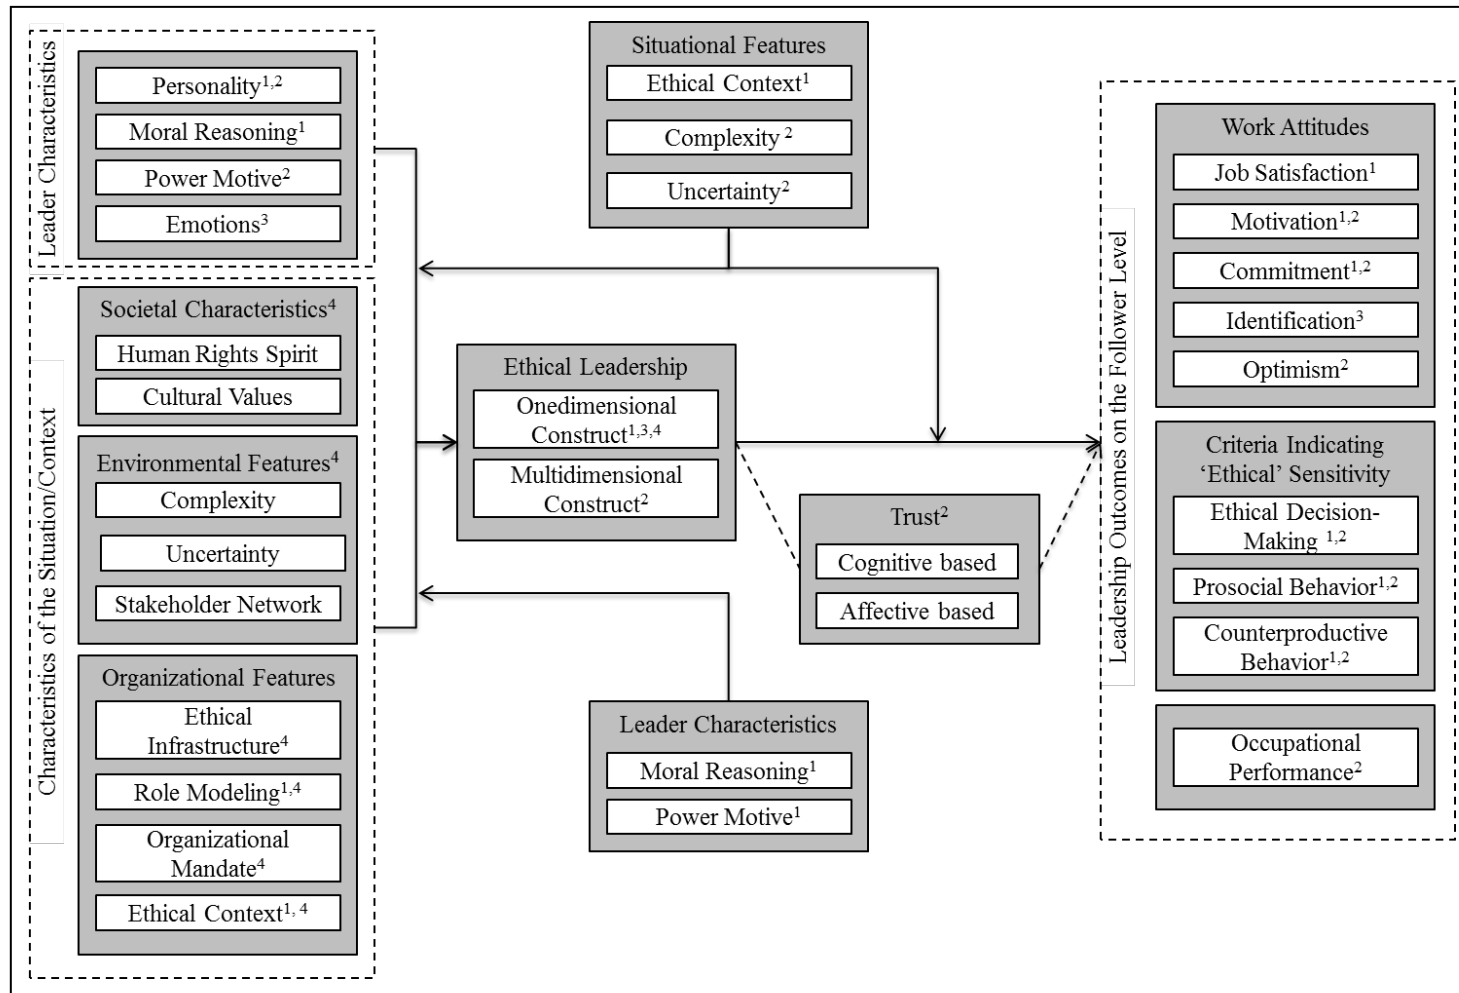 Leader Characteristics
Personality1,2
Moral Reasoning1
Power Motive2
Emotions3
Characteristics of the Situation/Context
Societal Characteristics4
Human Rights Spirit
Cultural Values
Environmental Features4
Complexity
Uncertainty
Stakeholder Network
Organizational Features
Ethical
Infrastructure4
Role Modeling1,4
Organizational
Mandate4
Ethical Context1, 4
Situational Features
Ethical Context1
Complexity 2
Uncertainty2
Ethical Leadership
Onedimensional
Construct1,3,4
Multidimensional
Construct2
Trust2
Cognitive based
Affective based
Leader Characteristics
Moral Reasoning1
Power Motive1
Leadership Outcomes on the Follower Level
Work Attitudes
Job Satisfaction1
Motivation1,2
Commitment1,2
Identification3
Optimism2
Criteria Indicating
‘Ethical’ Sensitivity
Ethical Decision-
Making 1,2
Prosocial Behavior1,2
Counterproductive
Behavior1,2
Occupational
Performance2